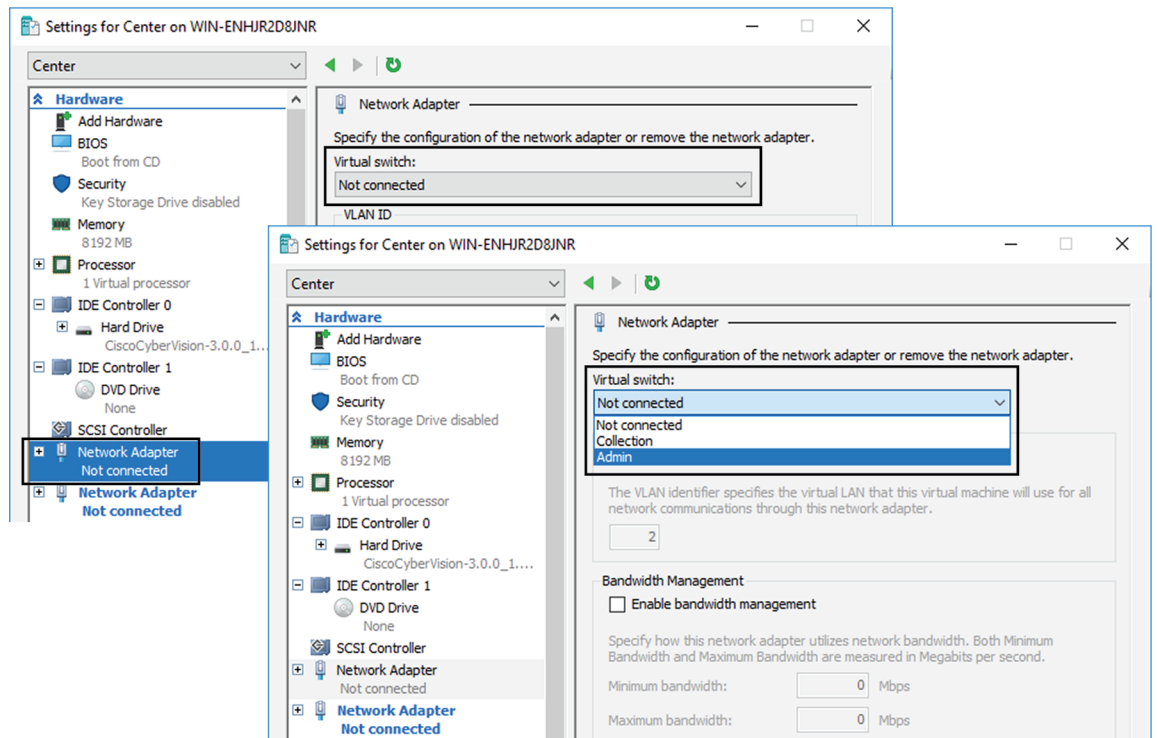 Settings for Center on WIN-ENHJR2D8JNR
Center
Hardware
Add Hardware
BIOS
Boot from CD
Security
Key Storage Drive disabled
Memory
8192 MB
Processor
1 Virtual processor
IDE Controller 0
Hard Drive
CiscoCyberVision-3.0.0_1...
IDE Controller 1
DVD Drive
None
SCSI Controller
Network Adapter
Not connected
Network Adapter
Not connected
Network Adapter
Specify the configuration of the network adapter or remove the network adapter.
Virtual switch:
Not connected
VLAN ID
Settings for Center on WIN-ENHJR2D8JNR
Center
Hardware
Add Hardware
BIOS
Boot from CD
Security
Key Storage Drive disabled
Memory
8192 MB
Processor
1 Virtual processor
IDE Controller 0
Hard Drive
CiscoCyberVision-3.0.0_1....
IDE Controller 1
DVD Drive
None
SCSI Controller
Network Adapter
Not connected
Network Adapter
Not connected
Network Adapter
Specify the configuration of the network adapter or remove the network adapter.
Virtual switch:
Not connected
Not connected
Collection
Admin
The VLAN identifier specifies the virtual LAN that this virtual machine will use for all
network communications through this network adapter.
2
Bandwidth Management
Enable bandwidth management
Specify how this network adapter utilizes network bandwidth. Both Minimum
Bandwidth and Maximum Bandwidth are measured in Megabits per second.
Minimum bandwidth: 0 Mbps
Maximum bandwidth: 0 Mbps